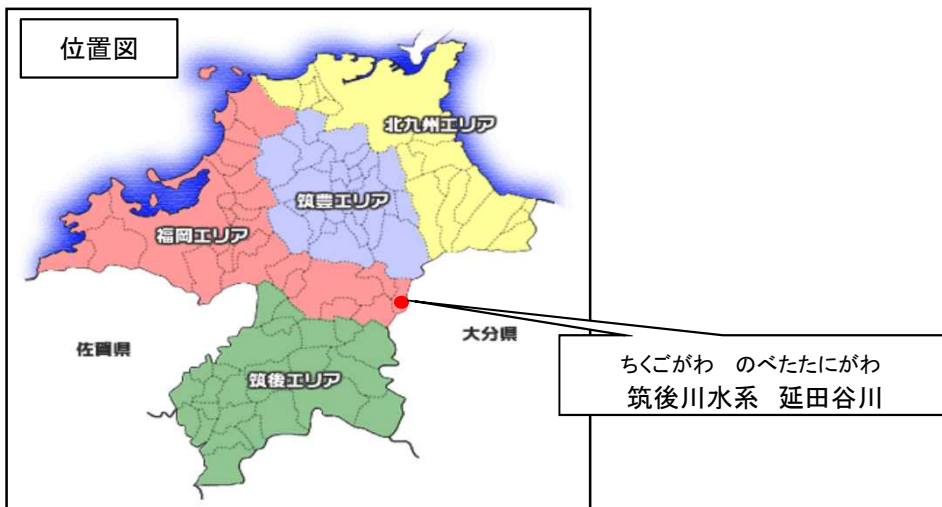 位置図
北九州エリア
筑豊エリア
福岡エリア
佐賀県
大分県
筑後エリア
ちくごがわ　のべたたにがわ
筑後川水系　延田谷川